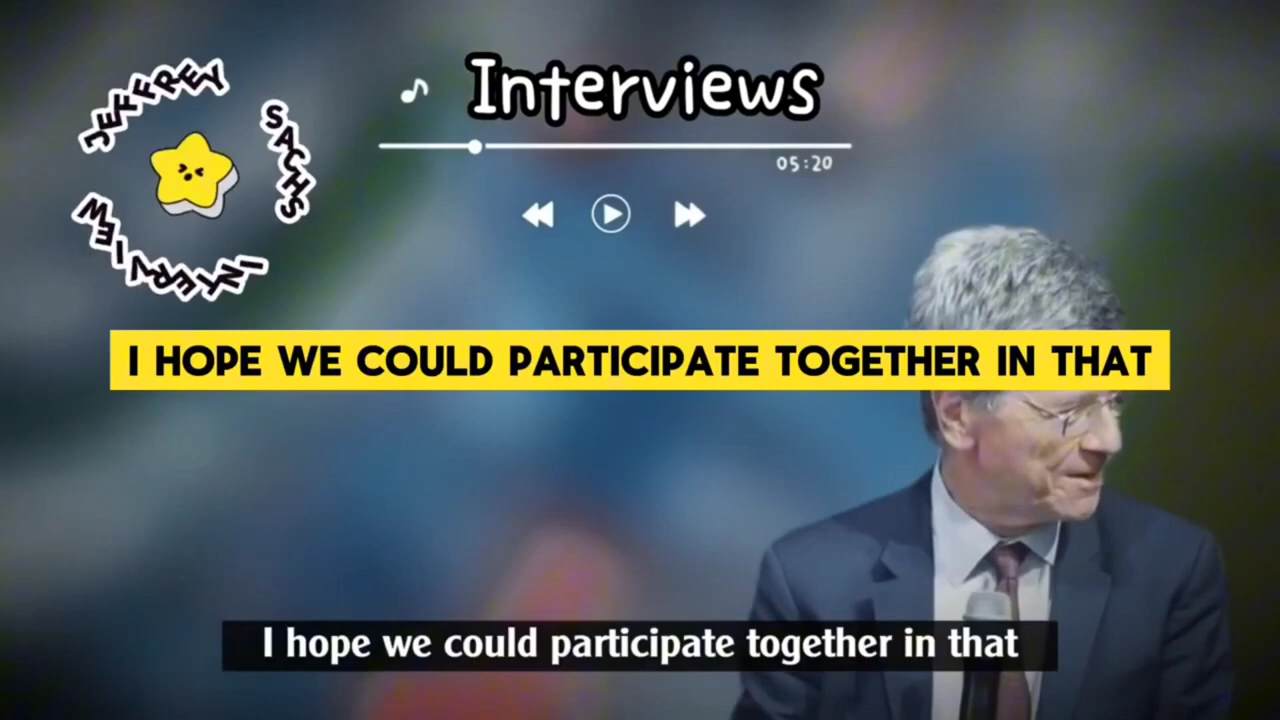 JEFFREY SACHS INTERVIEW
Interviews
05:20
I HOPE WE COULD PARTICIPATE TOGETHER IN THAT
I hope we could participate together in that